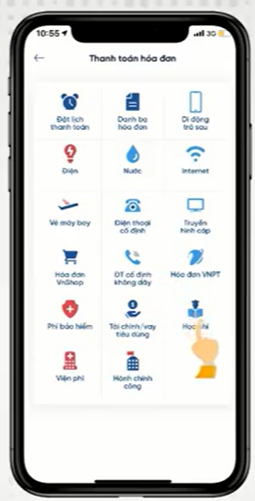 10:55
3G
Thanh toán hóa đơn
Đặt lịch
thanh toán
Danh bạ
hóa đơn
Di động
trả sau
Điện
Nước
Internet
Vé máy bay
Điện thoại
cố định
Truyền
hình cáp
Hóa đơn
VnShop
ĐT cố định
không dây
Hóa đơn VNPT
Phí bảo hiểm
Tài chính/vay
tiêu dùng
Học phí
Viện phí
Hành chính
công